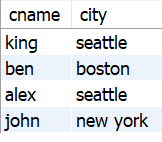 cname city
king seattle
ben boston
alex seattle
john new york